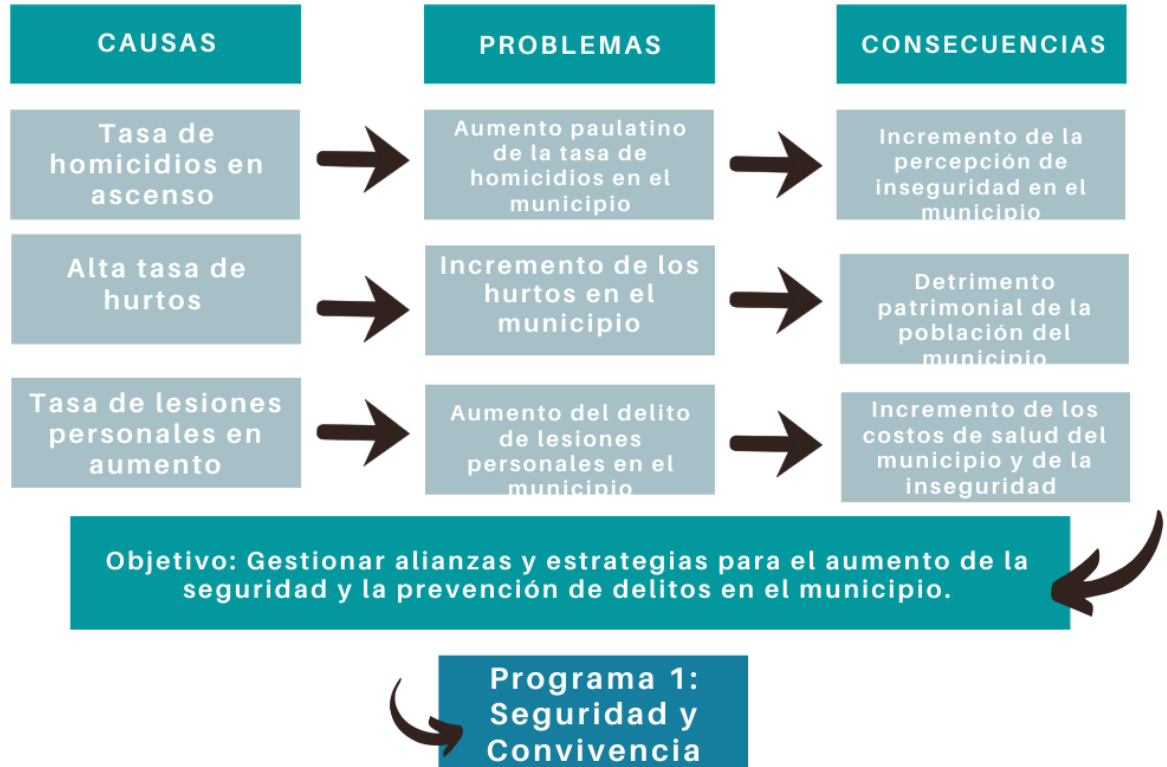 CAUSAS
PROBLEMAS
CONSECUENCIAS
Tasa de
homicidios en
ascenso
Aumento paulatino
de la tasa de
homicidios en el
municipio
Incremento de la
percepción de
inseguridad en el
municipio
Alta tasa de
hurtos
Incremento de los
hurtos en el
municipio
Detrimento
patrimonial de la
población del
municipio
Tasa de lesiones
personales en
aumento
Aumento del delito
de lesiones
personales en el
municipio
Incremento de los
costos de salud del
municipio y de la
inseguridad
Objetivo: Gestionar alianzas y estrategias para el aumento de la
seguridad y la prevención de delitos en el municipio.
Programa 1:
Seguridad y
Convivencia